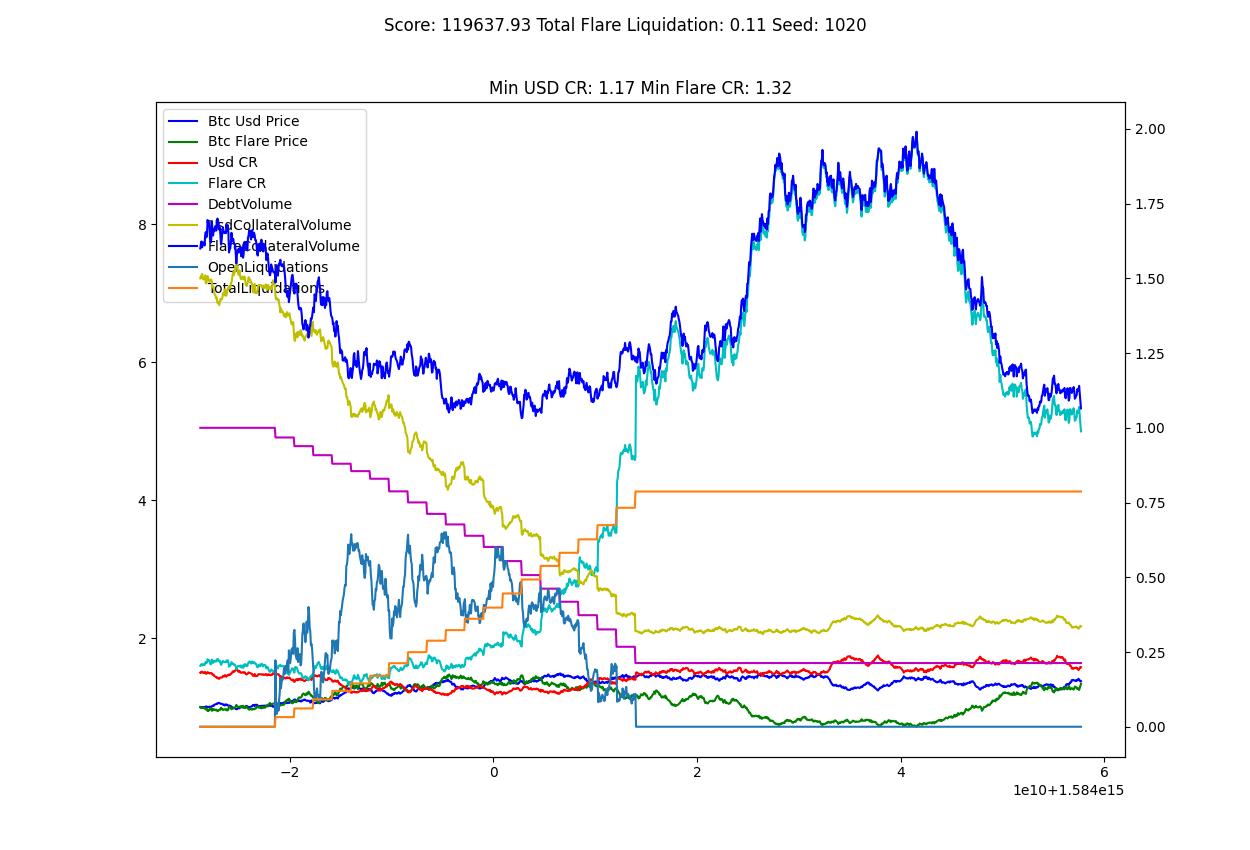 Score: 119637.93 Total Flare Liquidation: 0.11 Seed: 1020
Min USD CR: 1.17 Min Flare CR: 1.32
Btc Usd Price
Btc Flare Price
Usd CR
Flare CR
DebtVolume
UsdCollateralVolume
FlareCollateralVolume
OpenLiquidations
TotalLiquidations
8
6
4
2
2.00
1.75
1.50
1.25
1.00
0.75
0.50
0.25
0.00
−2
0
2
4
6
1e10+1.584e15